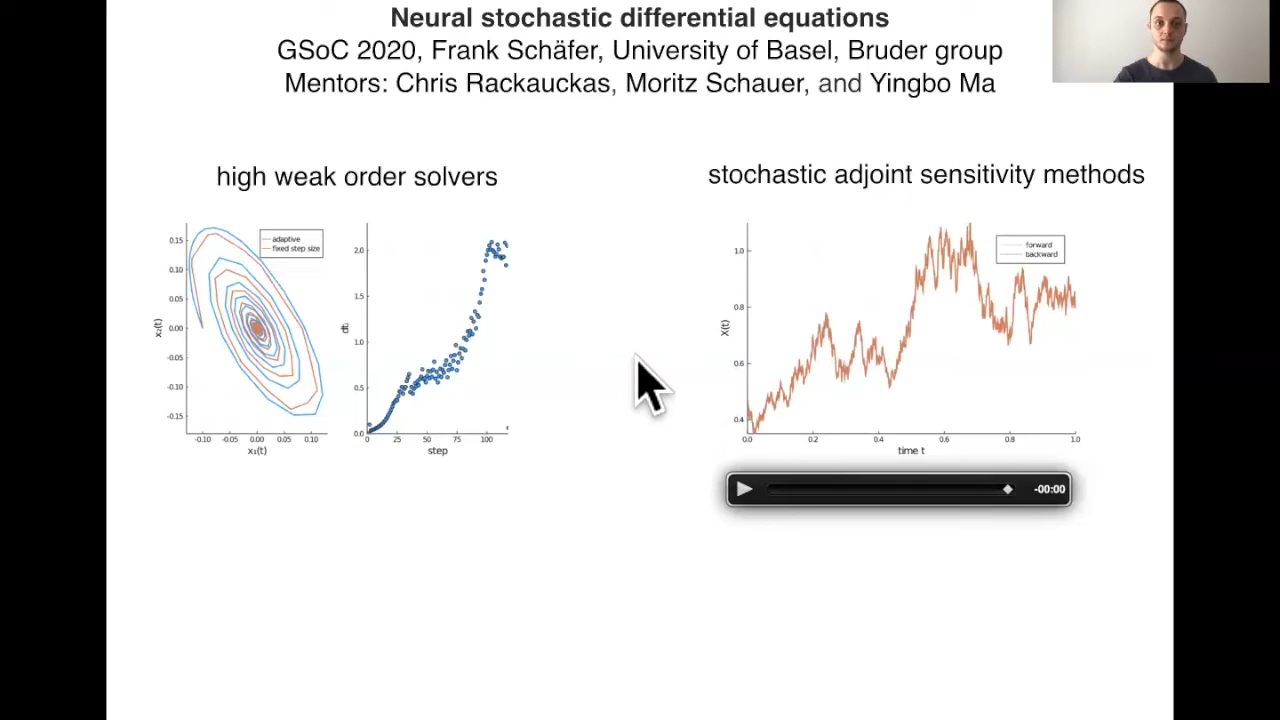 Neural stochastic differential equations
GSoC 2020, Frank Schäfer, University of Basel, Bruder group
Mentors: Chris Rackauckas, Moritz Schauer, and Yingbo Ma
high weak order solvers
stochastic adjoint sensitivity methods
adaptive
fixed step size
0.15
0.10
0.05
0.00
-0.05
-0.10
-0.15
x₂(t)
-0.10 -0.05 0.00 0.05 0.10
x₁(t)
2.0
1.5
1.0
0.5
0.0
dtᵢ
0 25 50 75 100
step
forward
backward
1.0
0.8
0.6
0.4
X(t)
0.0 0.2 0.4 0.6 0.8 1.0
time t
-00:00